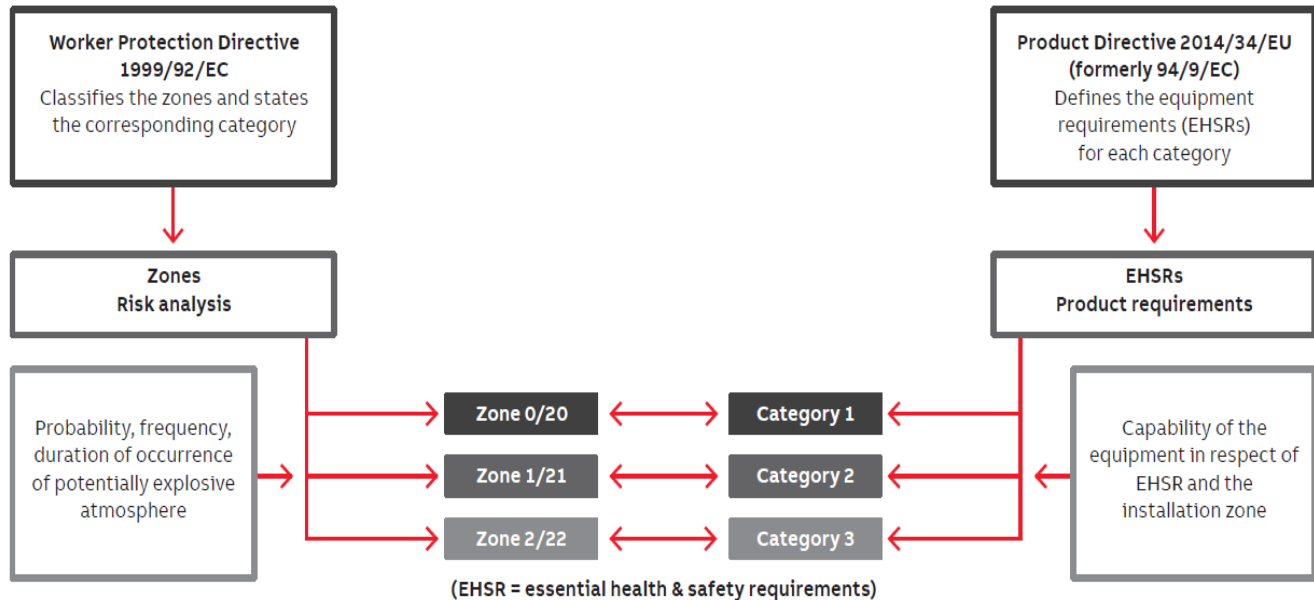 Worker Protection Directive
1999/92/EC
Classifies the zones and states
the corresponding category
Product Directive 2014/34/EU
(formerly 94/9/EC)
Defines the equipment
requirements (EHSRs)
for each category
Zones
Risk analysis
EHSRs
Product requirements
Probability, frequency,
duration of occurrence
of potentially explosive
atmosphere
Zone 0/20
Category 1
Zone 1/21
Category 2
Zone 2/22
Category 3
Capability of the
equipment in respect of
EHSR and the
installation zone
(EHSR = essential health & safety requirements)